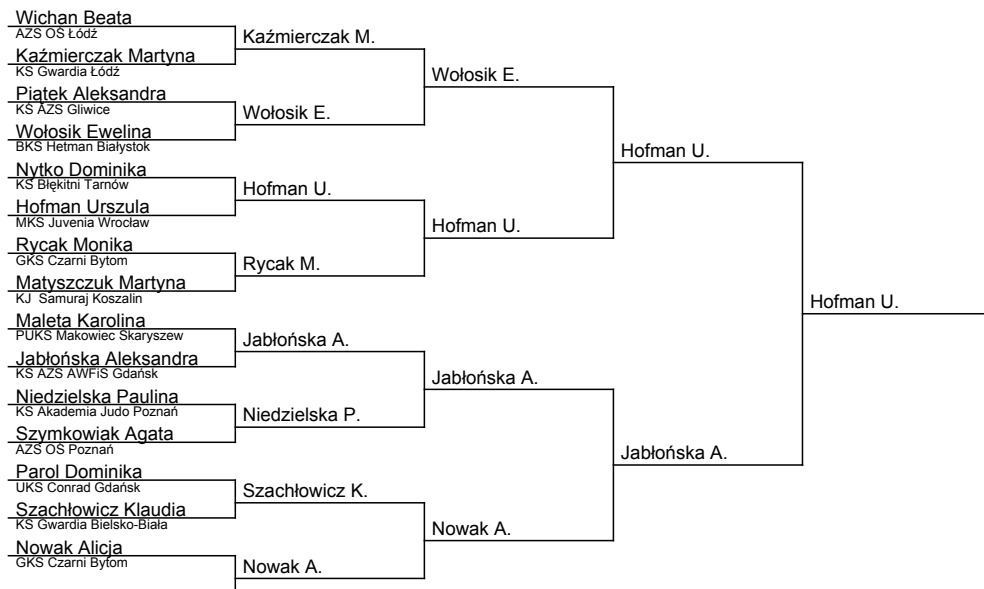 Wichan Beata
AZS OŚ Łódź
Kaźmierczak M.
Kaźmierczak Martyna
KS Gwardia Łódź
Wołosik E.
Piątek Aleksandra
KS AZS Gliwice
Wołosik E.
Wołosik Ewelina
BKS Hetman Białystok
Hofman U.
Nytko Dominika
KS Błękitni Tarnów
Hofman U.
Hofman Urszula
MKS Juvenia Wrocław
Hofman U.
Rycak Monika
GKS Czarni Bytom
Rycak M.
Matyszczuk Martyna
KJ Samuraj Koszalin
Hofman U.
Maleta Karolina
PUKS Makowiec Skaryszew
Jabłońska A.
Jabłońska Aleksandra
KS AZS AWFiS Gdańsk
Jabłońska A.
Niedzielska Paulina
KS Akademia Judo Poznań
Niedzielska P.
Szymkowiak Agata
AZS OŚ Poznań
Jabłońska A.
Parol Dominika
UKS Conrad Gdańsk
Szachłowicz K.
Szachłowicz Klaudia
KS Gwardia Bielsko-Biała
Nowak A.
Nowak Alicja
GKS Czarni Bytom
Nowak A.